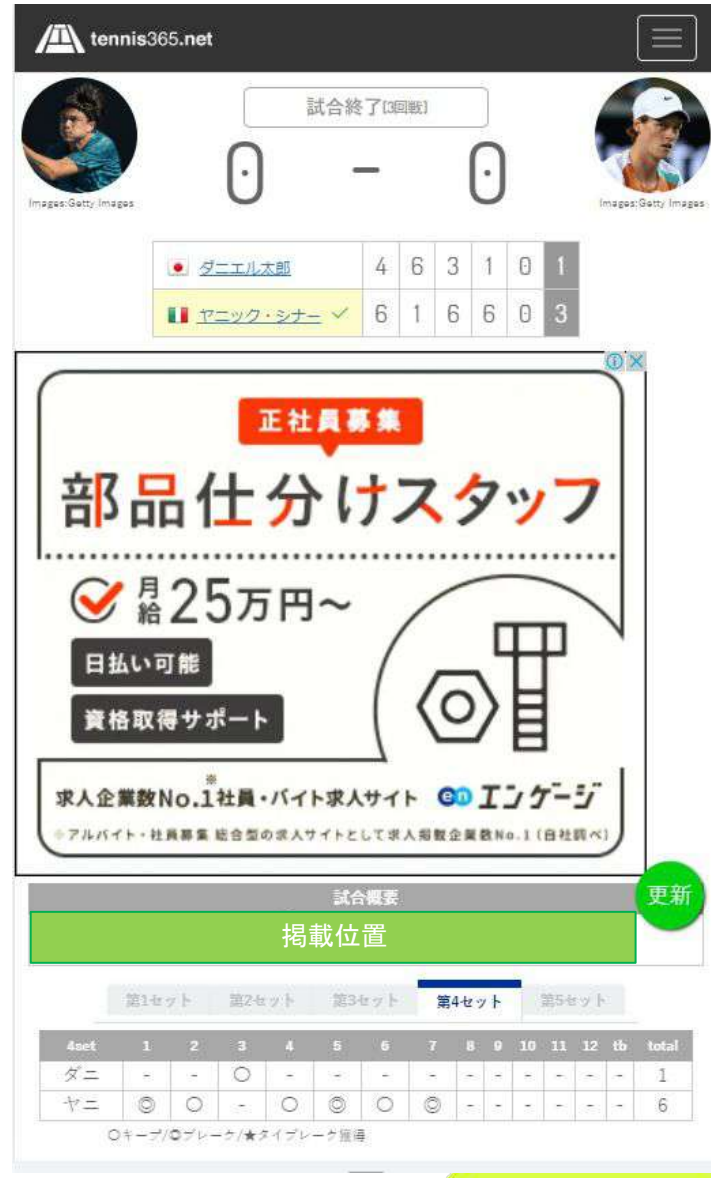 tennis365.net
試合終了[3回戦]
0 - 0
Images:Getty Images
Images:Getty Images
ダニエル太郎 4 6 3 1 0 1
ヤニック・シナー ✓ 6 1 6 6 0 3
正社員募集
部品仕分けスタッフ
月給25万円〜
日払い可能
資格取得サポート
求人企業数No.1※社員・バイト求人サイト en エンゲージ
※アルバイト・社員募集 総合型の求人サイトとして求人掲載企業数No.1(自社調べ)
試合概要
更新
掲載位置
第1セット 第2セット 第3セット 第4セット 第5セット
4set 1 2 3 4 5 6 7 8 9 10 11 12 tb total
ダニ - - ○ - - - - - - - - - - 1
ヤニ ◎ ○ - ○ ◎ ○ ◎ - - - - - - 6
○キープ/◎ブレーク/★タイブレーク獲得